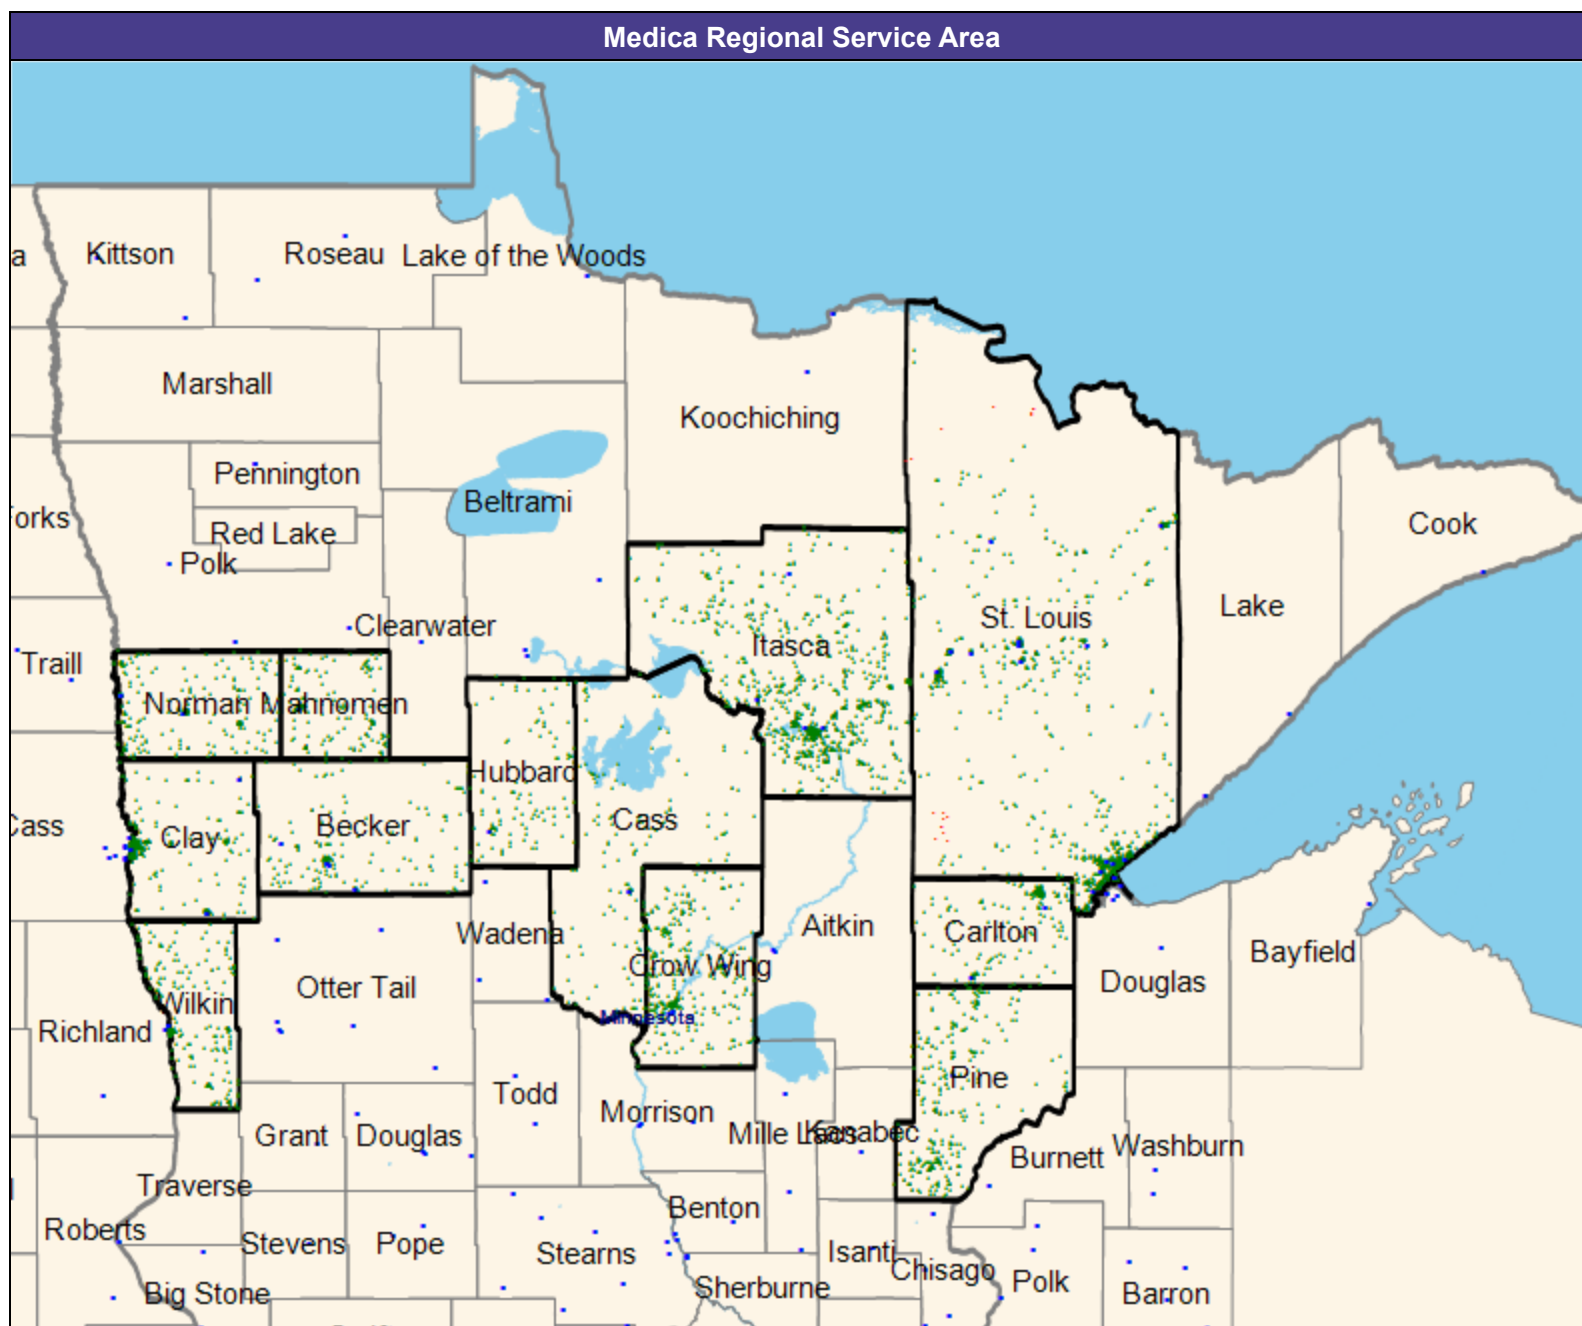 Medica Regional Service Area
a
Kittson
Roseau
Lake of the Woods
Marshall
Koochiching
Pennington
Beltrami
orks
Red Lake
Cook
Polk
Lake
St. Louis
Clearwater
Itasca
Traill
Norman
Mahnomen
Hubbard
Cass
Cass
Clay
Becker
Aitkin
Wadena
Carlton
Bayfield
Crow Wing
Douglas
Otter Tail
Wilkin
Minnesota
Richland
Pine
Todd
Morrison
Grant
Douglas
Mille Lacs
Kanabec
Burnett
Washburn
Traverse
Benton
Roberts
Stevens
Pope
Stearns
Isanti
Chisago
Polk
Sherburne
Big Stone
Barron